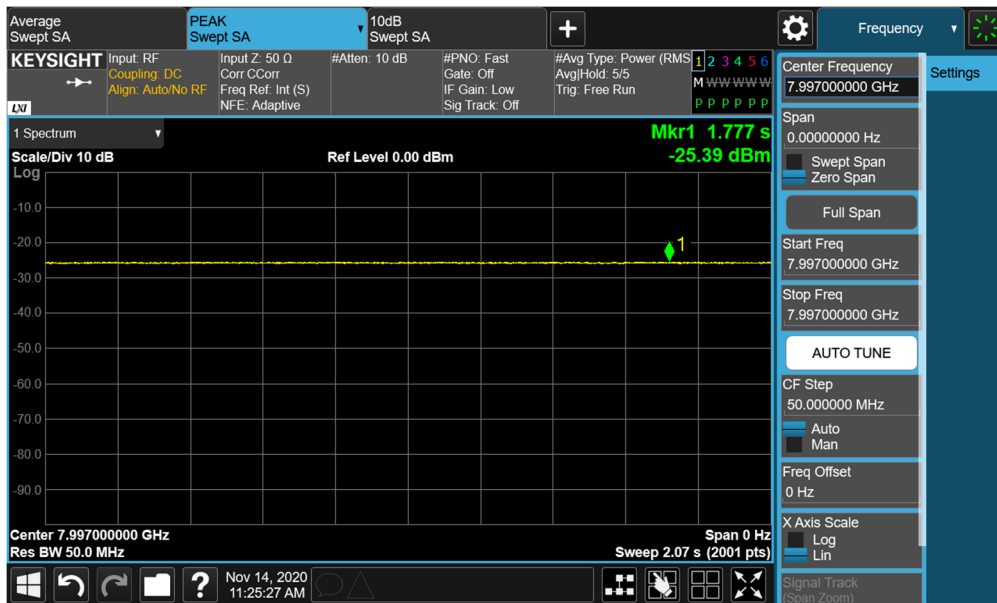 Average
Swept SA
PEAK
Swept SA
10dB
Swept SA
+
Frequency
KEYSIGHT
LXI
Input: RF
Coupling: DC
Align: Auto/No RF
Input Z: 50 Ω
Corr CCorr
Freq Ref: Int (S)
NFE: Adaptive
#Atten: 10 dB
#PNO: Fast
Gate: Off
IF Gain: Low
Sig Track: Off
#Avg Type: Power (RMS
Avg|Hold: 5/5
Trig: Free Run
1 2 3 4 5 6
M W W W W W
P P P P P P
1 Spectrum
Scale/Div 10 dB
Ref Level 0.00 dBm
Mkr1 1.777 s
-25.39 dBm
Log
-10.0
-20.0
-30.0
-40.0
-50.0
-60.0
-70.0
-80.0
-90.0
1
Center 7.997000000 GHz
Res BW 50.0 MHz
Span 0 Hz
Sweep 2.07 s (2001 pts)
?
Nov 14, 2020
11:25:27 AM
Center Frequency
7.997000000 GHz
Span
0.00000000 Hz
Swept Span
Zero Span
Full Span
Start Freq
7.997000000 GHz
Stop Freq
7.997000000 GHz
AUTO TUNE
CF Step
50.000000 MHz
Auto
Man
Freq Offset
0 Hz
X Axis Scale
Log
Lin
Signal Track
(Span Zoom)
Settings